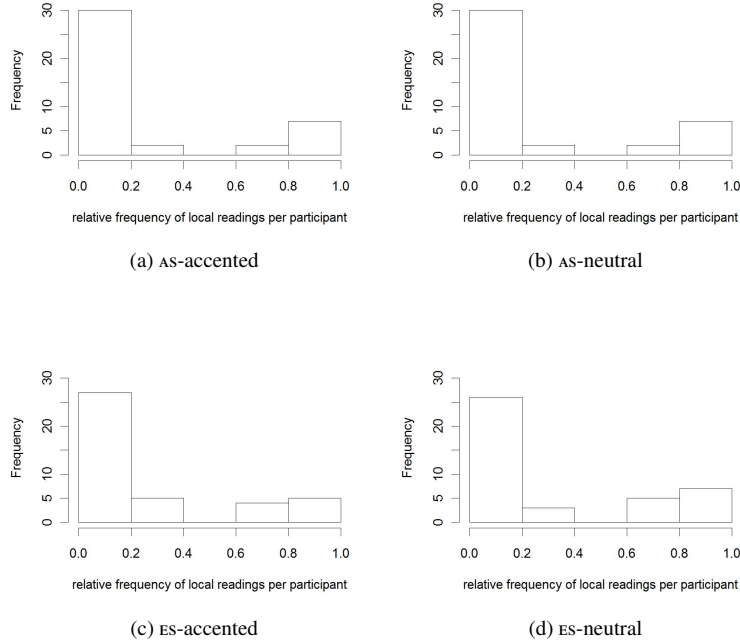 30
20
10
5
0
Frequency
0.0 0.2 0.4 0.6 0.8 1.0
relative frequency of local readings per participant
(a) AS-accented
30
20
10
5
0
Frequency
0.0 0.2 0.4 0.6 0.8 1.0
relative frequency of local readings per participant
(b) AS-neutral
30
20
10
5
0
Frequency
0.0 0.2 0.4 0.6 0.8 1.0
relative frequency of local readings per participant
(c) ES-accented
30
20
10
5
0
Frequency
0.0 0.2 0.4 0.6 0.8 1.0
relative frequency of local readings per participant
(d) ES-neutral